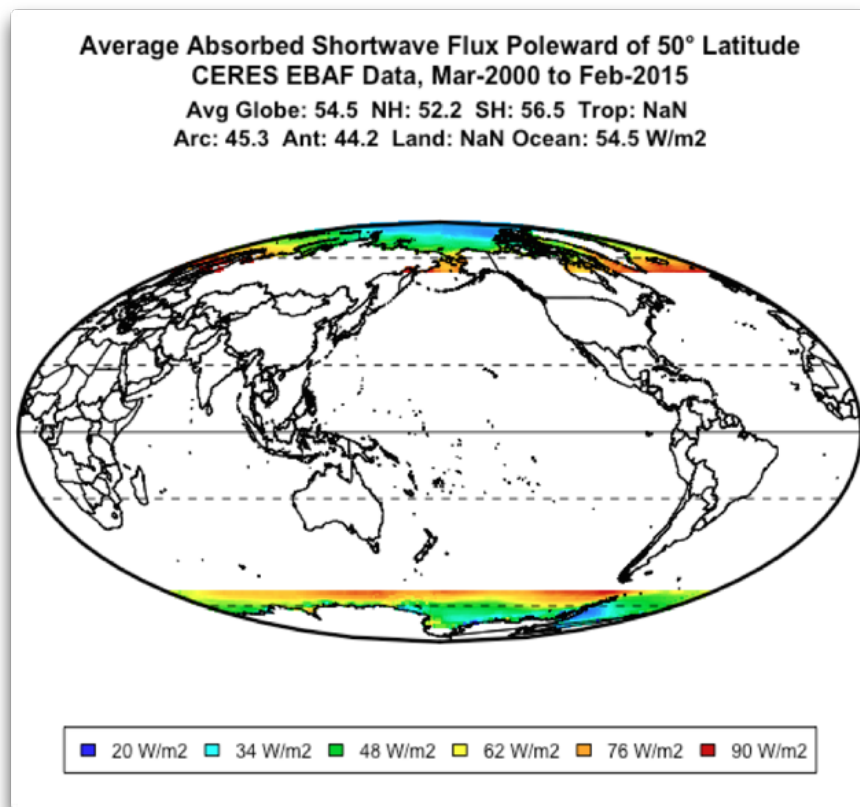 Average Absorbed Shortwave Flux Poleward of 50° Latitude
CERES EBAF Data, Mar-2000 to Feb-2015
Avg Globe: 54.5 NH: 52.2 SH: 56.5 Trop: NaN
Arc: 45.3 Ant: 44.2 Land: NaN Ocean: 54.5 W/m2
20 W/m2 34 W/m2 48 W/m2 62 W/m2 76 W/m2 90 W/m2